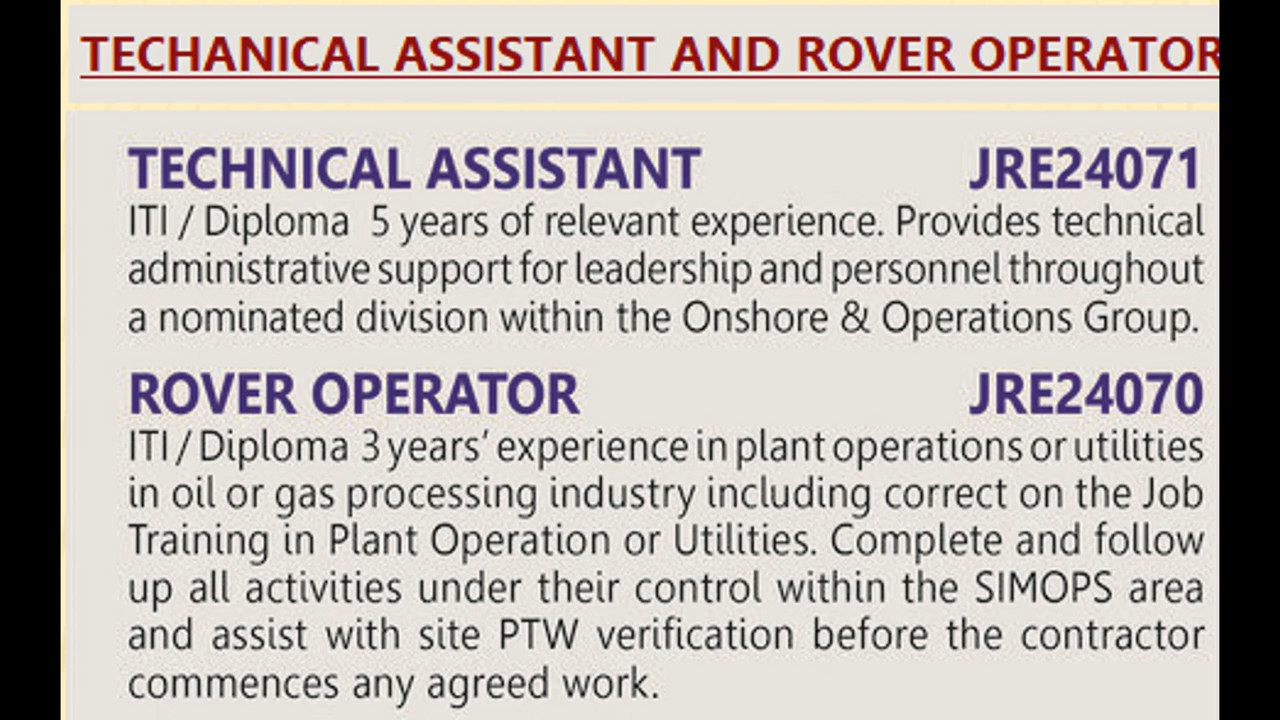 TECHANICAL ASSISTANT AND ROVER OPERATOR
TECHNICAL ASSISTANT JRE24071
ITI / Diploma 5 years of relevant experience. Provides technical
administrative support for leadership and personnel throughout
a nominated division within the Onshore & Operations Group.
ROVER OPERATOR JRE24070
ITI / Diploma 3 years’ experience in plant operations or utilities
in oil or gas processing industry including correct on the Job
Training in Plant Operation or Utilities. Complete and follow
up all activities under their control within the SIMOPS area
and assist with site PTW verification before the contractor
commences any agreed work.